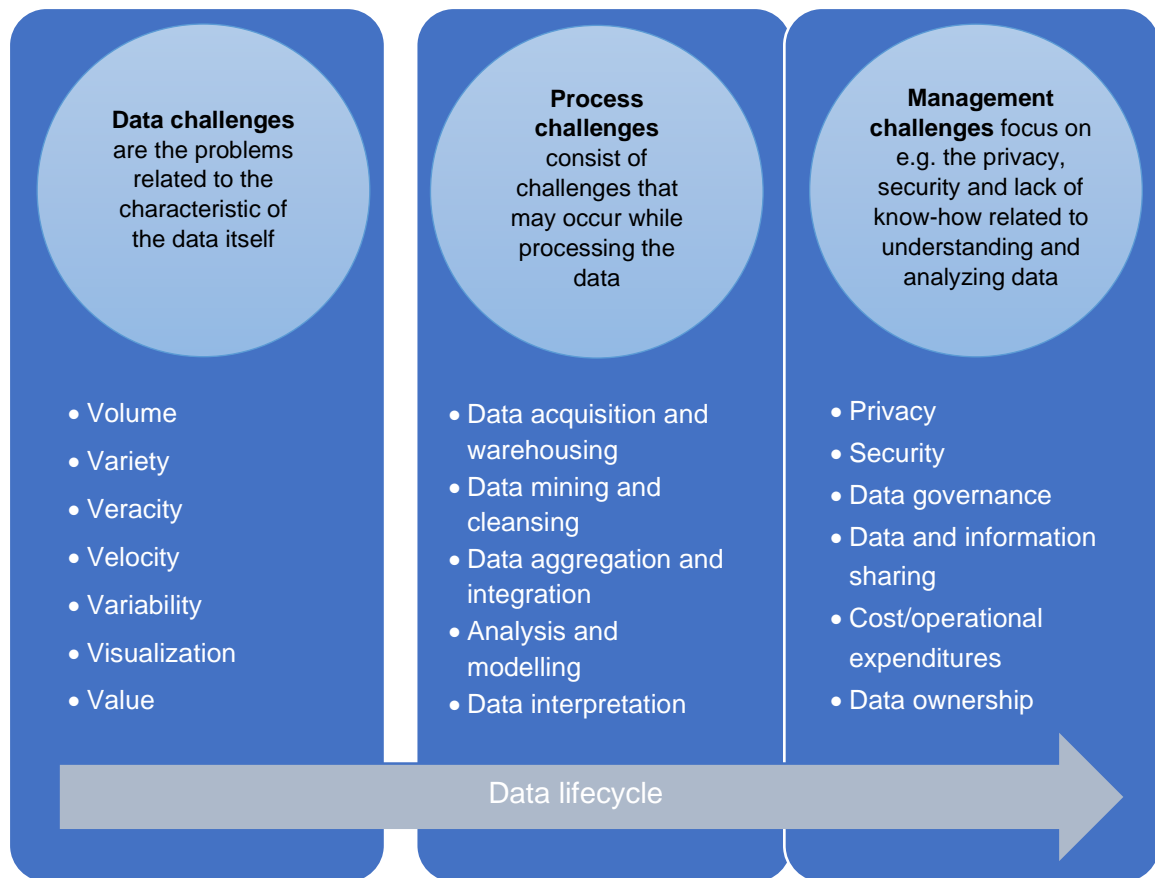 Data challenges
are the problems
related to the
characteristic of
the data itself
• Volume
• Variety
• Veracity
• Velocity
• Variability
• Visualization
• Value
Process
challenges
consist of
challenges that
may occur while
processing the
data
• Data acquisition and
warehousing
• Data mining and
cleansing
• Data aggregation and
integration
• Analysis and
modelling
• Data interpretation
Management
challenges focus on
e.g. the privacy,
security and lack of
know-how related to
understanding and
analyzing data
• Privacy
• Security
• Data governance
• Data and information
sharing
• Cost/operational
expenditures
• Data ownership
Data lifecycle